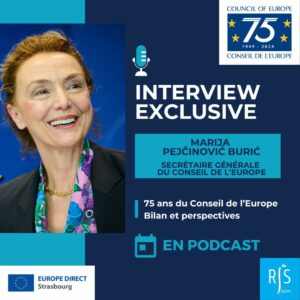 COUNCIL OF EUROPE
75
1949 - 2024
CONSEIL DE L'EUROPE
INTERVIEW
EXCLUSIVE
MARIJA
PEJČINOVIĆ BURIĆ
SECRÉTAIRE GÉNÉRALE
DU CONSEIL DE L'EUROPE
75 ans du Conseil de l'Europe
Bilan et perspectives
EN PODCAST
EUROPE DIRECT
Strasbourg
RJS